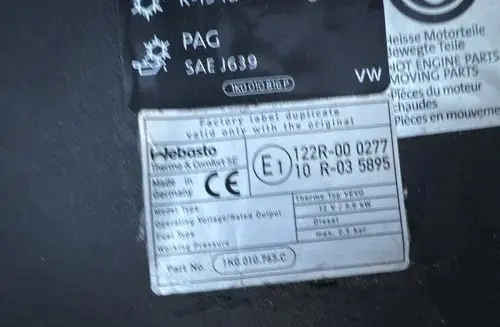 PAG
SAE J639
VW
Heisse Motorteile
Bewegte Teile
HOT ENGINE PARTS
MOVING PARTS
Pièces du moteur
chaudes
Pièces en mouvement
Factory label duplicate
valid only with the original
Webasto
Thermo & Comfort SE
Made in
Germany
CE
E1
122R-00 0277
10 R-03 5895
Model Type
Thermo Top VEVO
Operating Voltage/Rated Output
12 V / 5.0 kW
Fuel Type
Diesel
Working Pressure
max. 2.5 bar
Part No.
1K0.010.763.C